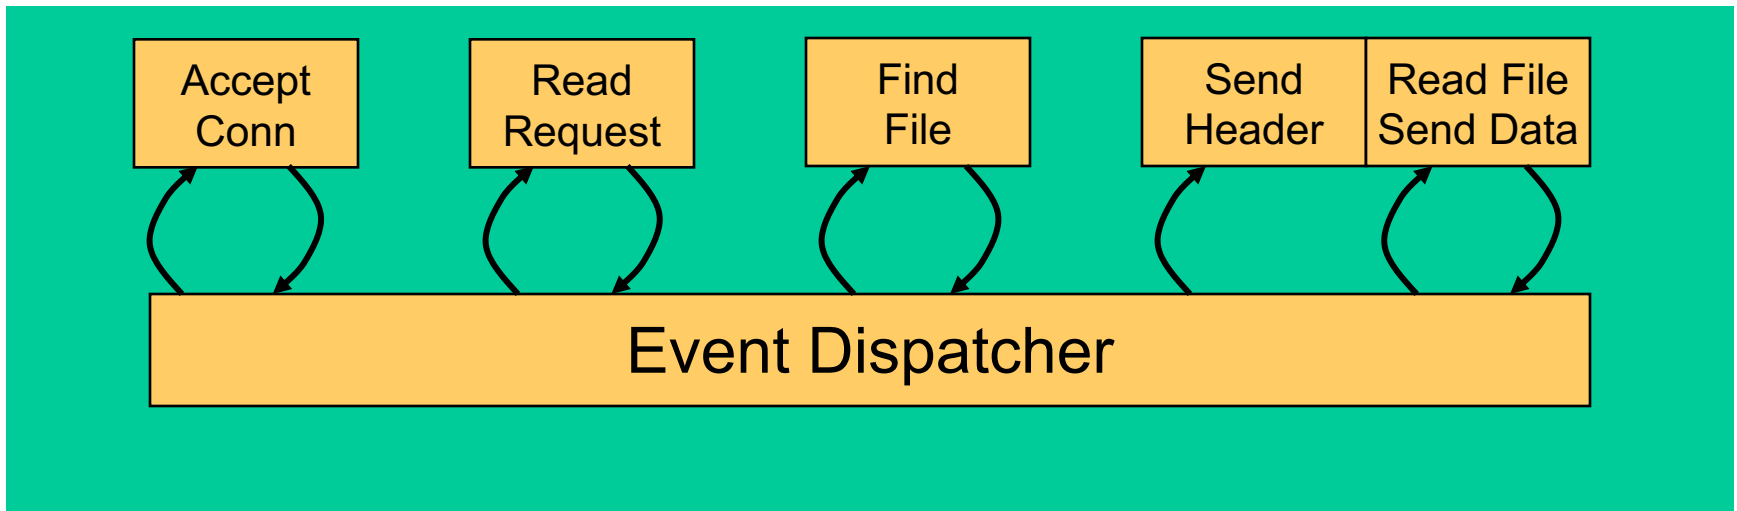 Accept
Conn
Read
Request
Find
File
Send
Header
Read File
Send Data
Event Dispatcher